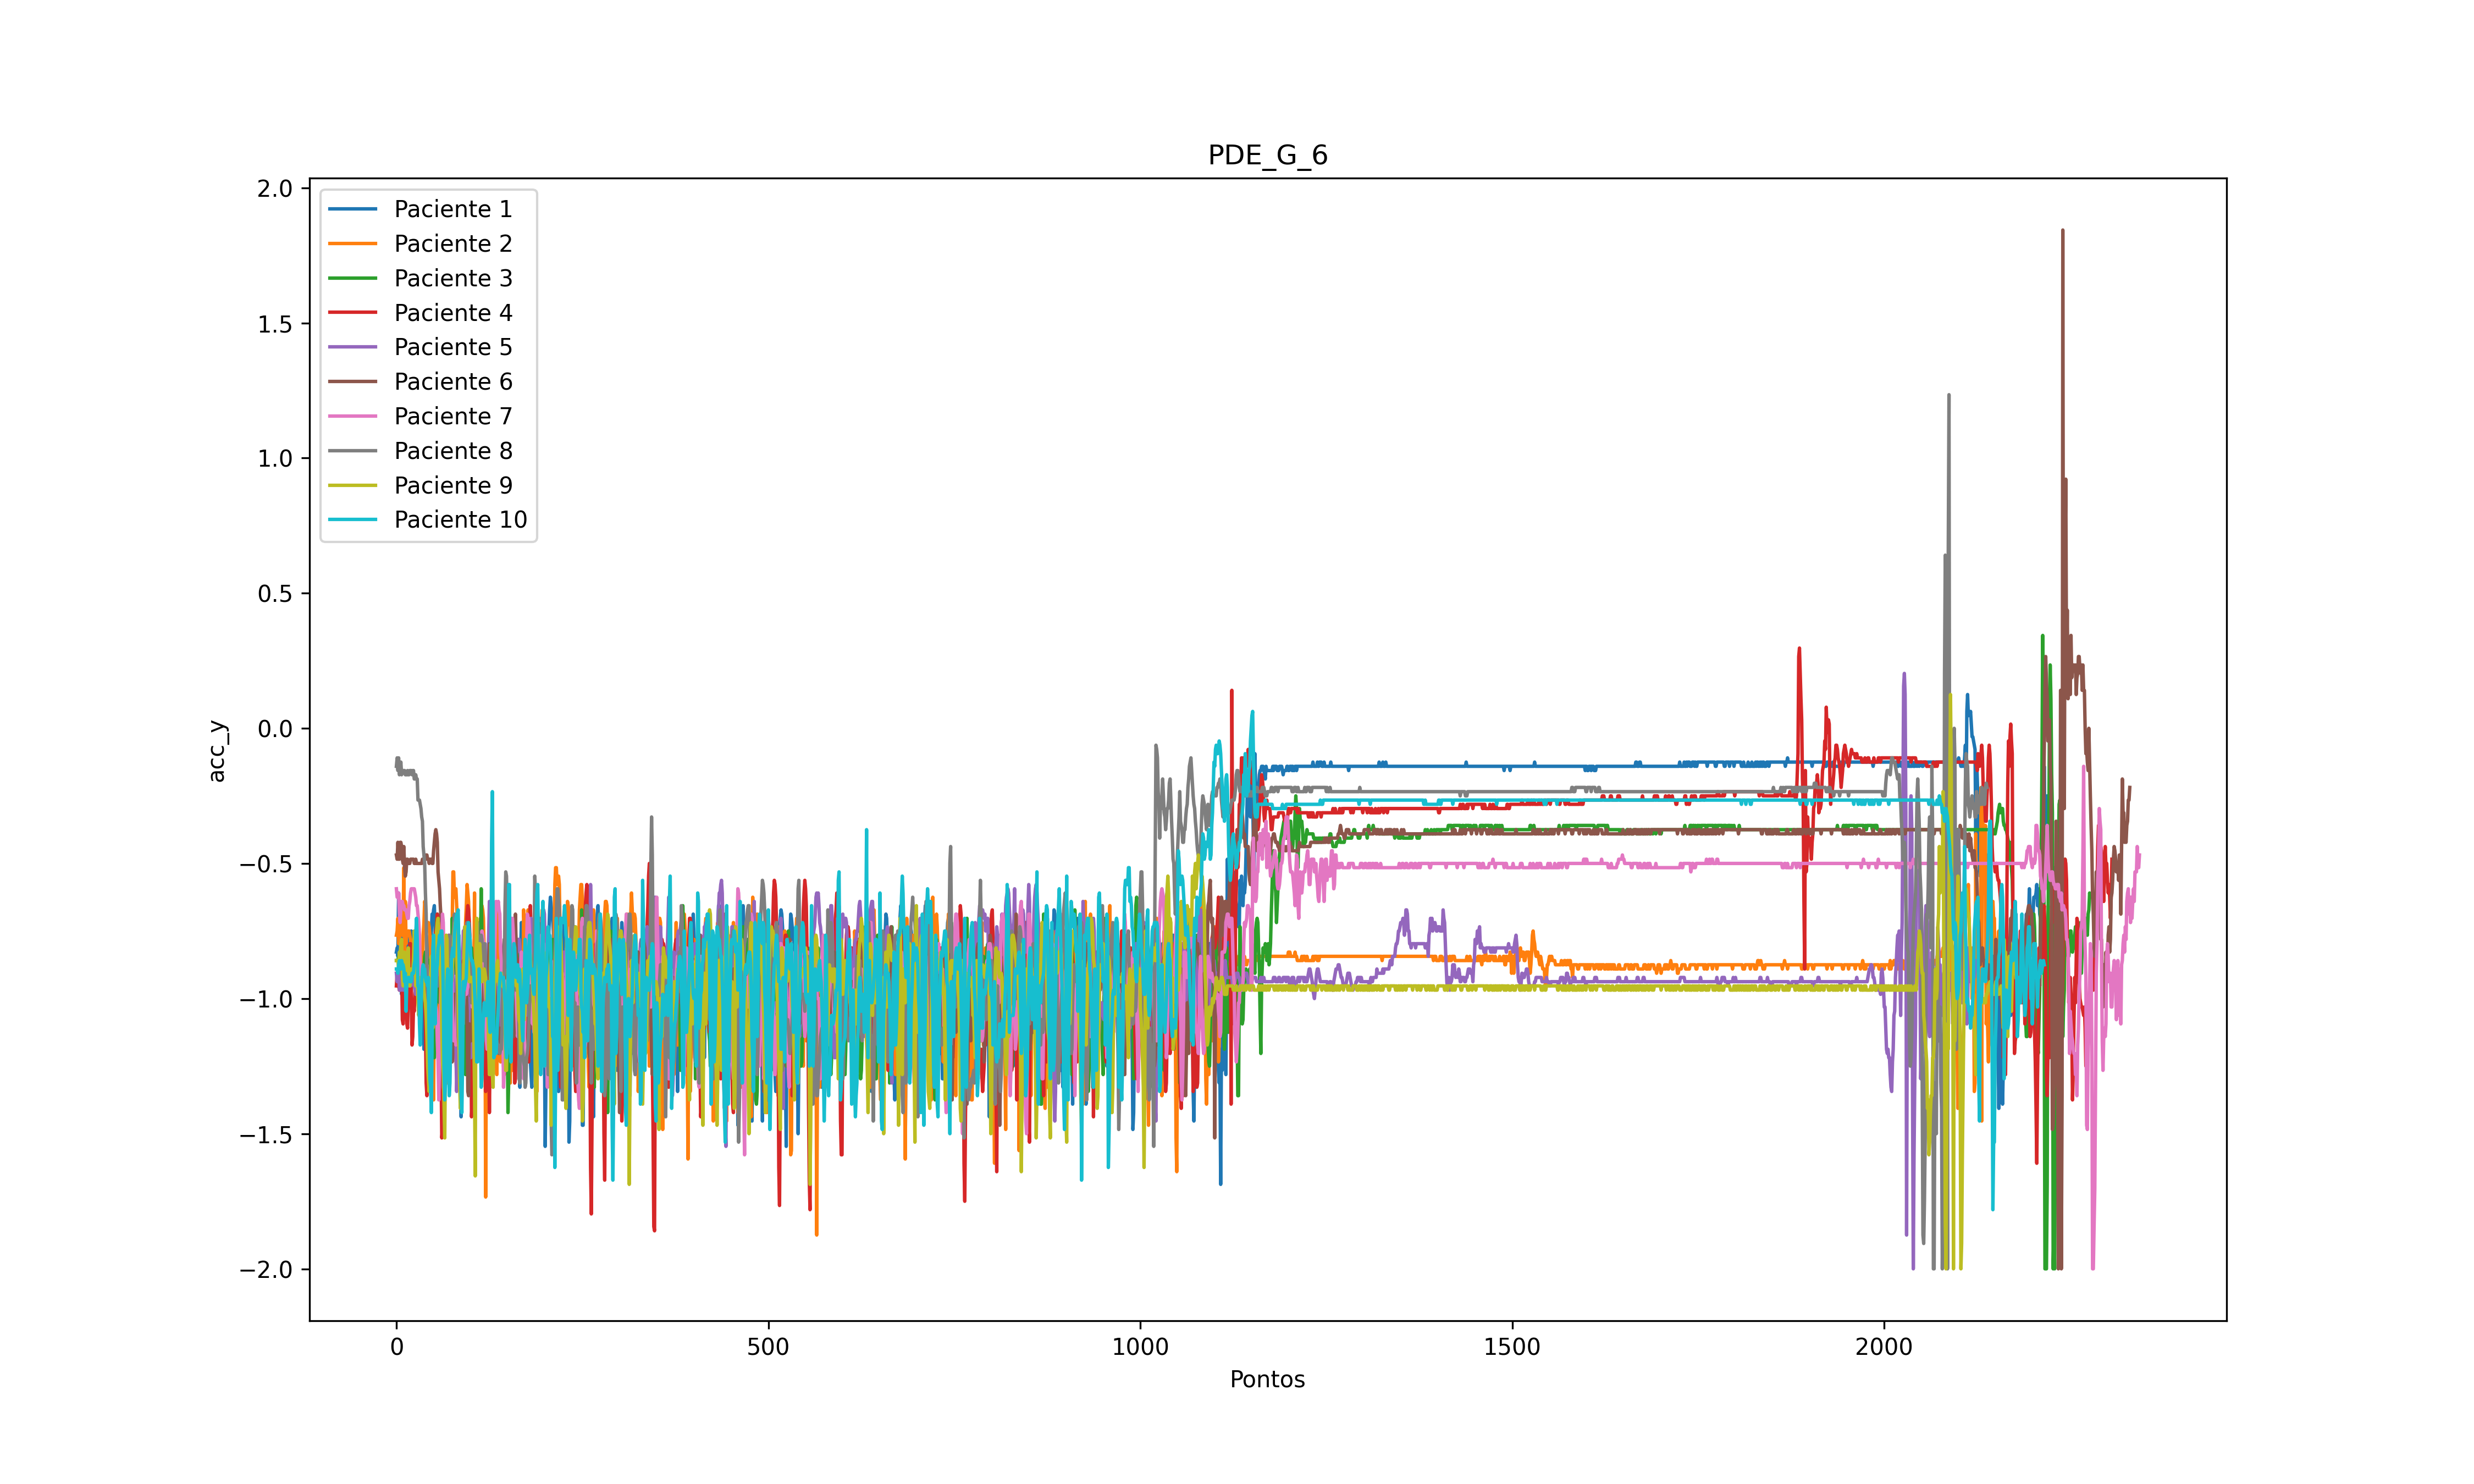 PDE_G_6
2.0
1.5
1.0
0.5
0.0
−0.5
−1.0
−1.5
−2.0
acc_y
Paciente 1
Paciente 2
Paciente 3
Paciente 4
Paciente 5
Paciente 6
Paciente 7
Paciente 8
Paciente 9
Paciente 10
0 500 1000 1500 2000
Pontos